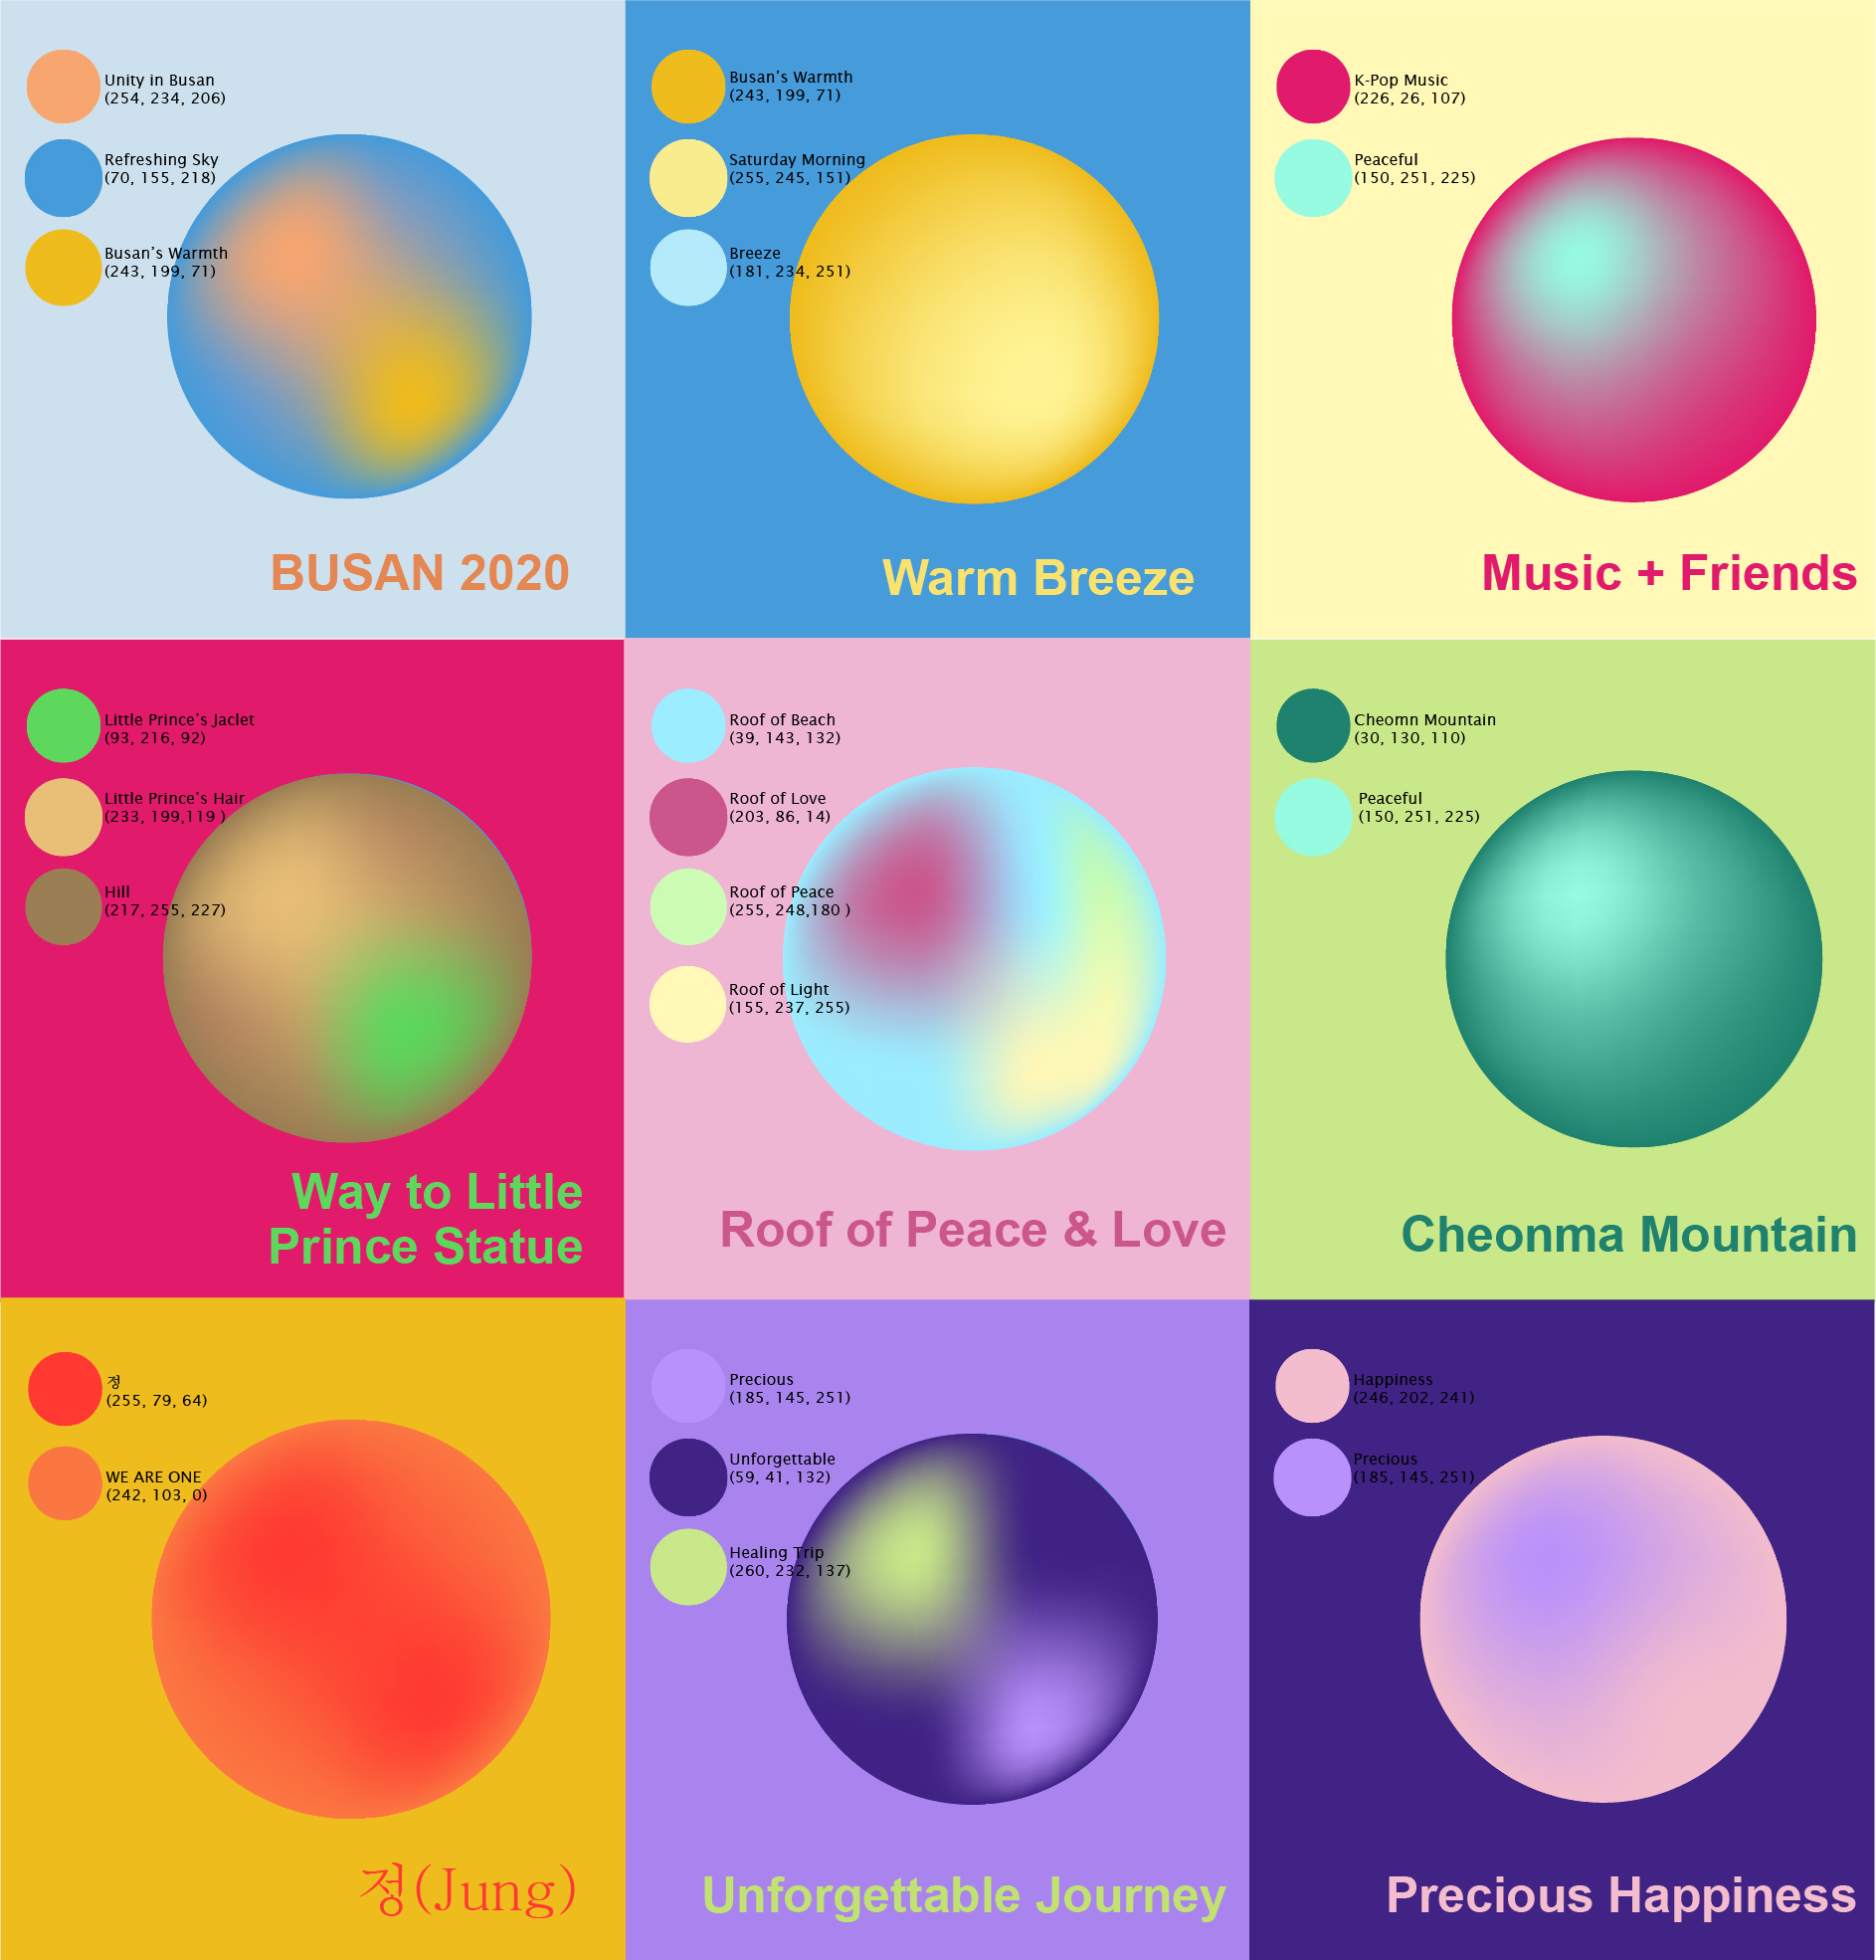 Unity in Busan
(254, 234, 206)
Refreshing Sky
(70, 155, 218)
Busan’s Warmth
(243, 199, 71)
BUSAN 2020
Busan’s Warmth
(243, 199, 71)
Saturday Morning
(255, 245, 151)
Breeze
(181, 234, 251)
Warm Breeze
K-Pop Music
(226, 26, 107)
Peaceful
(150, 251, 225)
Music + Friends
Little Prince’s Jaclet
(93, 216, 92)
Little Prince’s Hair
(233, 199,119 )
Hill
(217, 255, 227)
Way to Little
Prince Statue
Roof of Beach
(39, 143, 132)
Roof of Love
(203, 86, 14)
Roof of Peace
(255, 248,180 )
Roof of Light
(155, 237, 255)
Roof of Peace & Love
Cheomn Mountain
(30, 130, 110)
Peaceful
(150, 251, 225)
Cheonma Mountain
정
(255, 79, 64)
WE ARE ONE
(242, 103, 0)
정(Jung)
Precious
(185, 145, 251)
Unforgettable
(59, 41, 132)
Healing Trip
(260, 232, 137)
Unforgettable Journey
Happiness
(246, 202, 241)
Precious
(185, 145, 251)
Precious Happiness